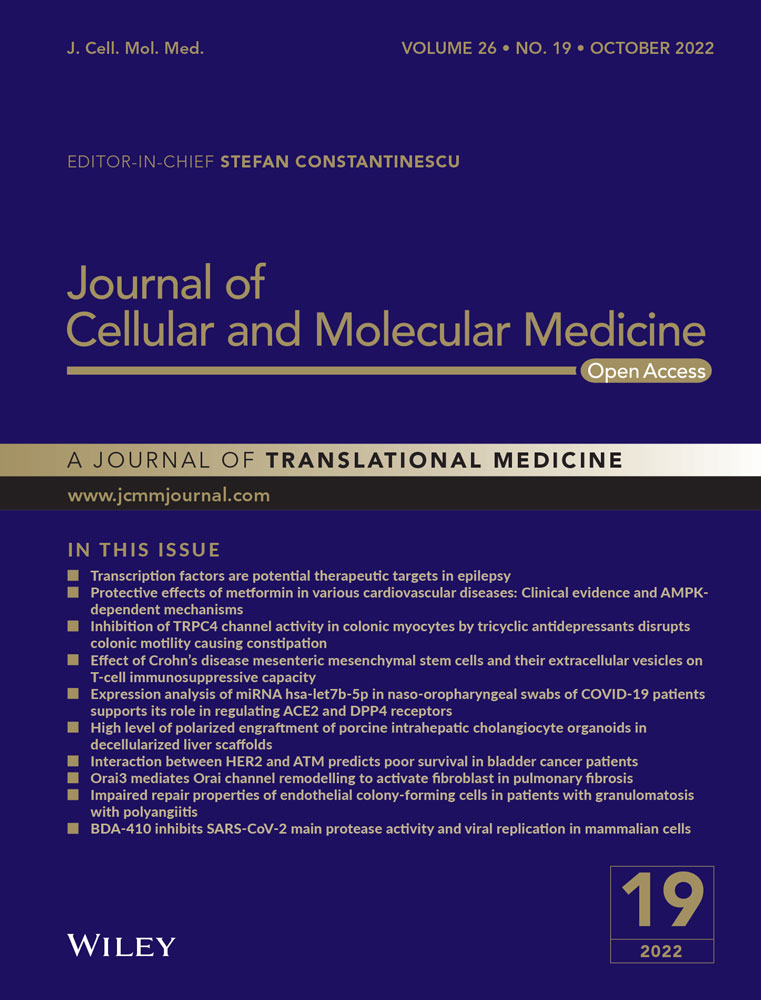 J. Cell. Mol. Med.
VOLUME 26 • NO. 19 • OCTOBER 2022
EDITOR-IN-CHIEF STEFAN CONSTANTINESCU
Journal of
Cellular and Molecular Medicine
Open Access
A JOURNAL OF TRANSLATIONAL MEDICINE
www.jcmmjournal.com
IN THIS ISSUE
■ Transcription factors are potential therapeutic targets in epilepsy
■ Protective effects of metformin in various cardiovascular diseases: Clinical evidence and AMPK-
dependent mechanisms
■ Inhibition of TRPC4 channel activity in colonic myocytes by tricyclic antidepressants disrupts
colonic motility causing constipation
■ Effect of Crohn's disease mesenteric mesenchymal stem cells and their extracellular vesicles on
T-cell immunosuppressive capacity
■ Expression analysis of miRNA hsa-let7b-5p in naso-oropharyngeal swabs of COVID-19 patients
supports its role in regulating ACE2 and DPP4 receptors
■ High level of polarized engraftment of porcine intrahepatic cholangiocyte organoids in
decellularized liver scaffolds
■ Interaction between HER2 and ATM predicts poor survival in bladder cancer patients
■ Orai3 mediates Orai channel remodelling to activate fibroblast in pulmonary fibrosis
■ Impaired repair properties of endothelial colony-forming cells in patients with granulomatosis
with polyangiitis
■ BDA-410 inhibits SARS-CoV-2 main protease activity and viral replication in mammalian cells
WILEY
19
2022